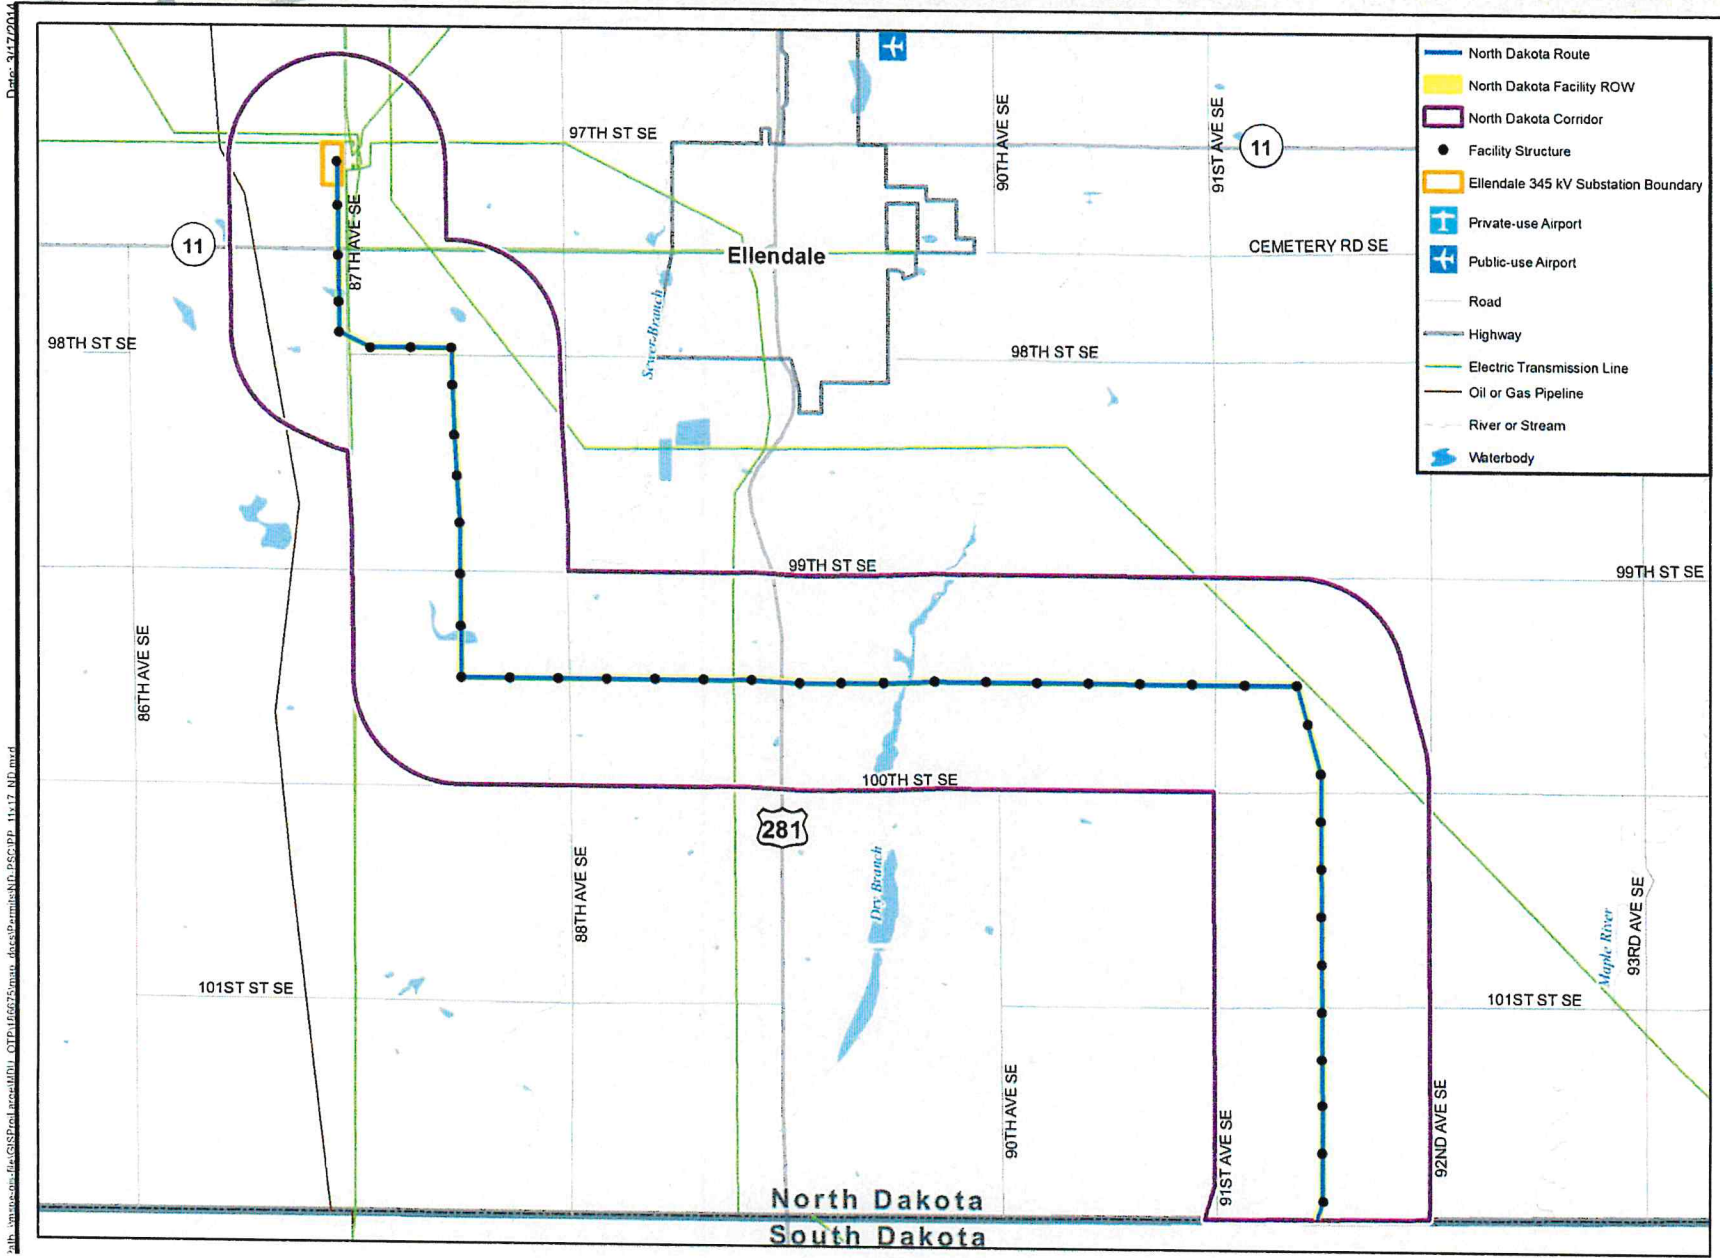 Date: 3/17/2014
North Dakota Route
North Dakota Facility ROW
North Dakota Corridor
Facility Structure
Ellendale 345 kV Substation Boundary
Private-use Airport
Public-use Airport
Road
Highway
Electric Transmission Line
Oil or Gas Pipeline
River or Stream
Waterbody
97TH ST SE
90TH AVE SE
91ST AVE SE
11
11
87TH AVE SE
Ellendale
CEMETERY RD SE
Sewer Branch
98TH ST SE
98TH ST SE
99TH ST SE
99TH ST SE
86TH AVE SE
100TH ST SE
281
88TH AVE SE
Dry Branch
Maple River
93RD AVE SE
101ST ST SE
101ST ST SE
90TH AVE SE
91ST AVE SE
92ND AVE SE
North Dakota
South Dakota